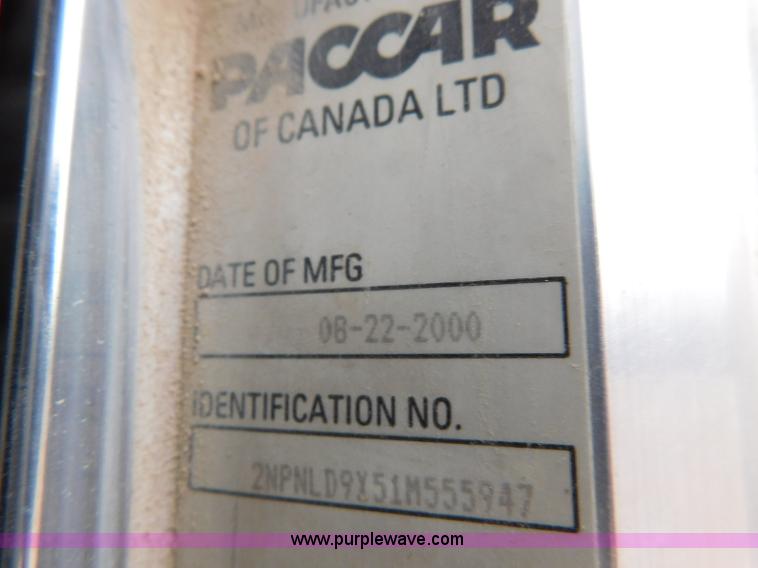 PACCAR
OF CANADA LTD
DATE OF MFG
08-22-2000
IDENTIFICATION NO.
2NPNLD9X51M555947
www.purplewave.com